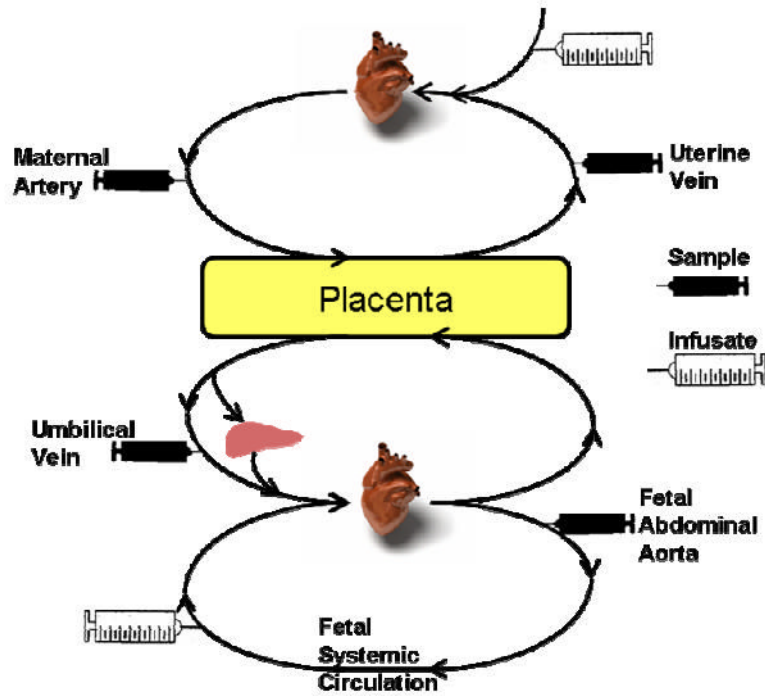 Maternal
Artery
Uterine
Vein
Sample
Placenta
Infusate
Umbilical
Vein
Fetal
Abdominal
Aorta
Fetal
Systemic
Circulation